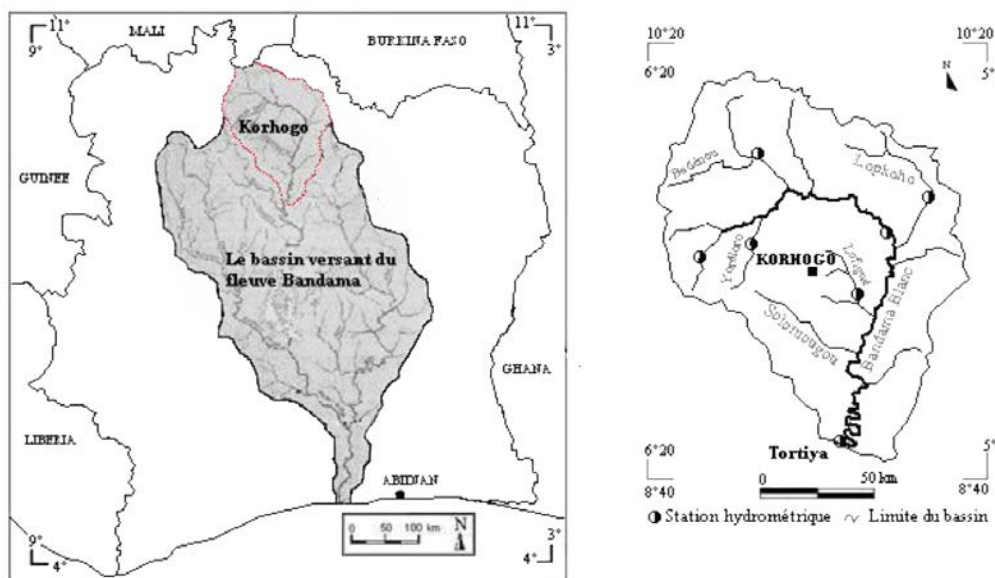 11°
9°
MALI
BURKINA FASO
11°
3°
Korhogo
GUINEE
Le bassin versant du
fleuve Bandama
GHANA
LIBERIA
ABIDJAN
0 50 100 km
N
9°
4°
3°
4°
10°20
6°20
10°20
5°
N
Badénou
Lopkoho
KORHOGO
Bandama Blanc
Solomougou
Tortiya
0 50 km
6°20
8°40
5°
8°40
Station hydrométrique
Limite du bassin